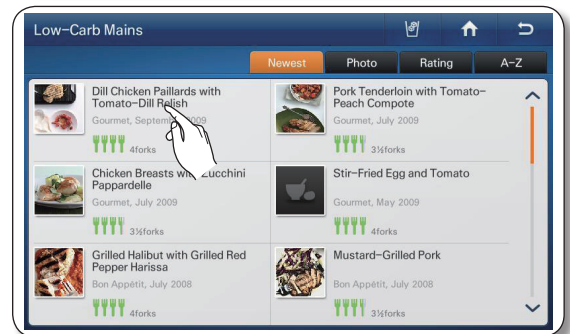 Low-Carb Mains
Newest
Photo
Rating
A-Z
Dill Chicken Paillards with
Tomato-Dill Relish
Gourmet, September 2009
4forks
Pork Tenderloin with Tomato-
Peach Compote
Gourmet, July 2009
3½forks
Chicken Breasts with Zucchini
Pappardelle
Gourmet, July 2009
3½forks
Stir-Fried Egg and Tomato
Gourmet, May 2009
4forks
Grilled Halibut with Grilled Red
Pepper Harissa
Bon Appétit, July 2008
4forks
Mustard-Grilled Pork
Bon Appétit, July 2008
3½forks